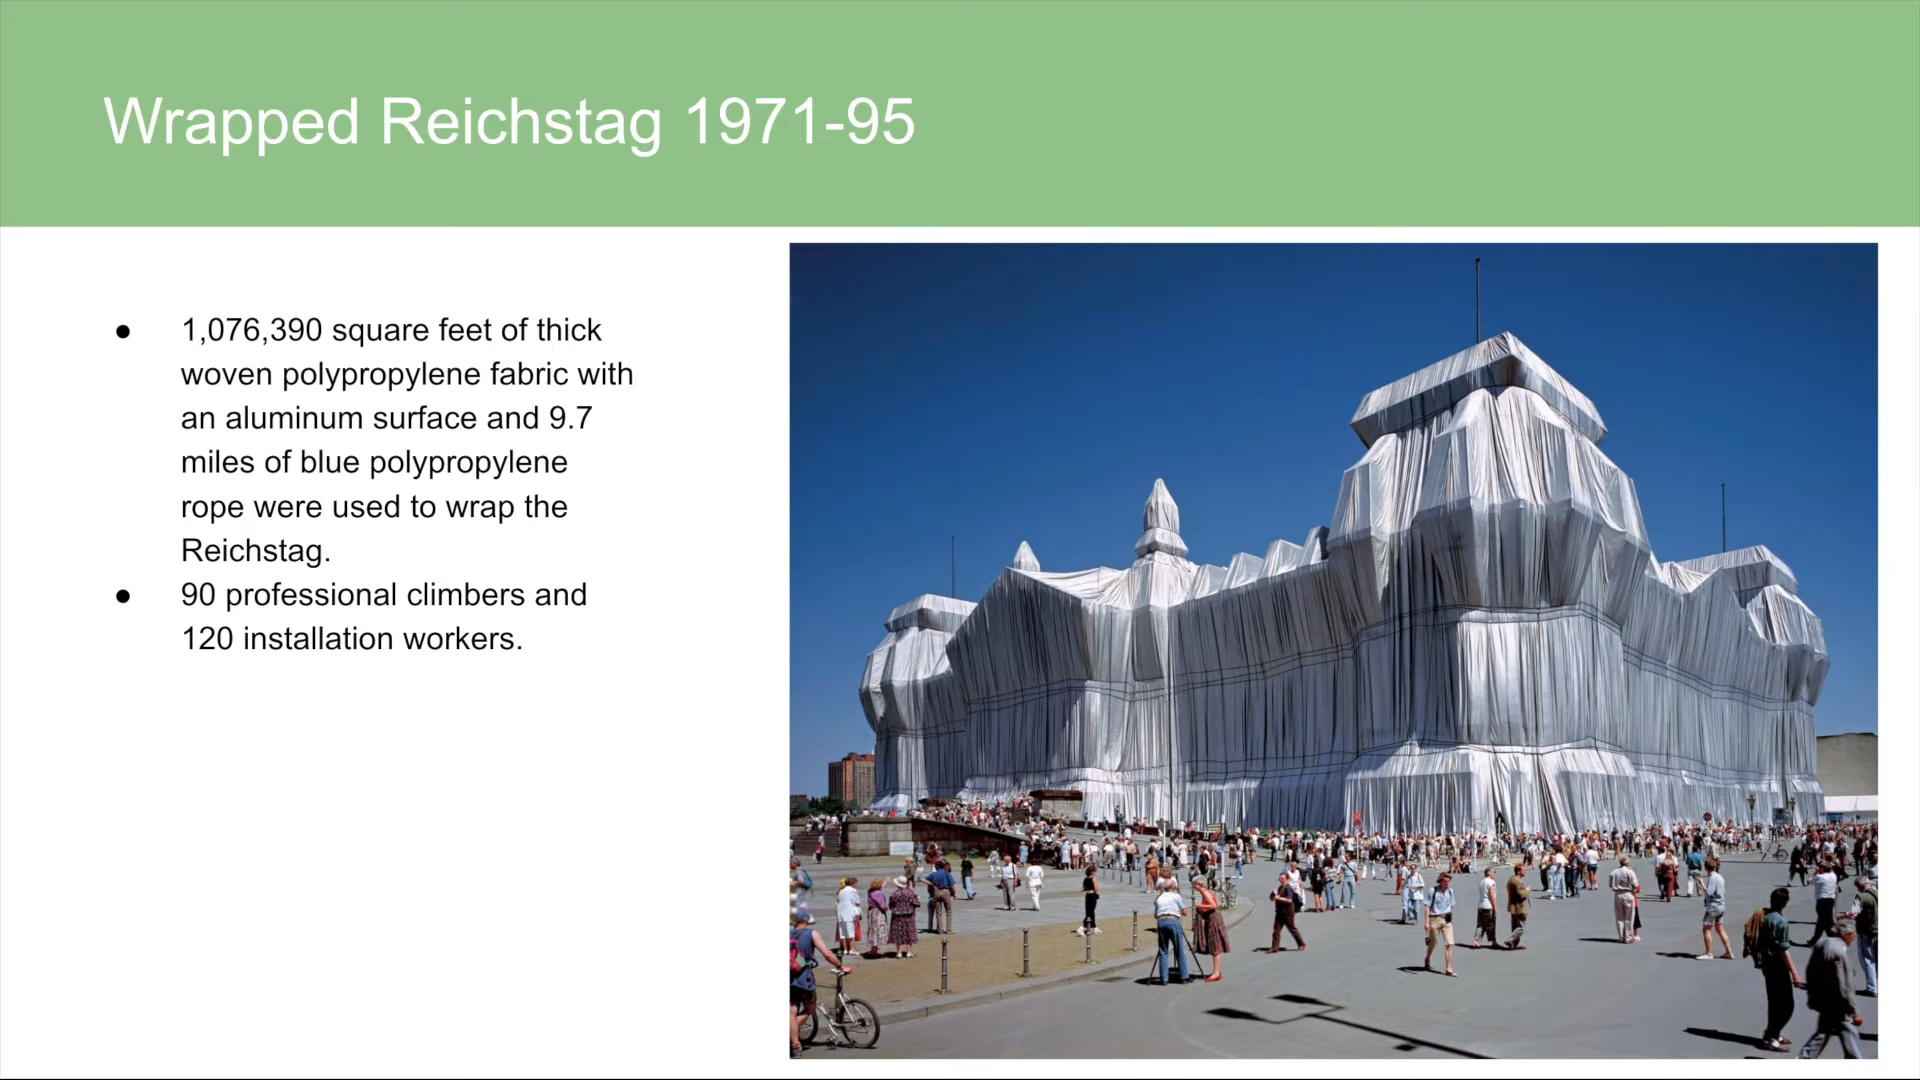 Wrapped Reichstag 1971-95
● 1,076,390 square feet of thick
woven polypropylene fabric with
an aluminum surface and 9.7
miles of blue polypropylene
rope were used to wrap the
Reichstag.
● 90 professional climbers and
120 installation workers.